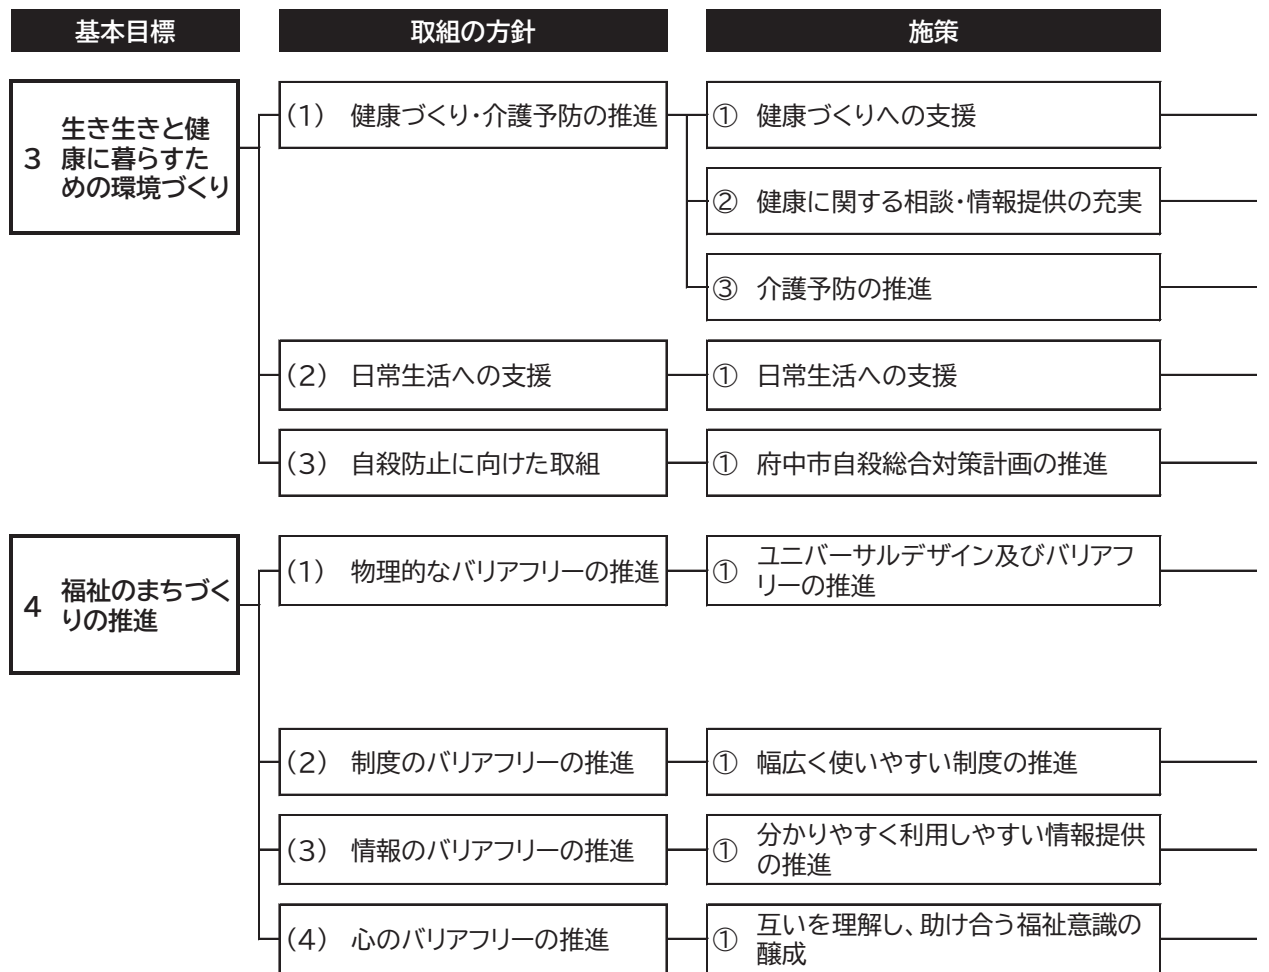 基本目標 取組の方針 施策
3 生き生きと健
康に暮らすた
めの環境づくり
(1) 健康づくり・介護予防の推進
① 健康づくりへの支援
② 健康に関する相談・情報提供の充実
③ 介護予防の推進
(2) 日常生活への支援
① 日常生活への支援
(3) 自殺防止に向けた取組
① 府中市自殺総合対策計画の推進
4 福祉のまちづく
りの推進
(1) 物理的なバリアフリーの推進
① ユニバーサルデザイン及びバリアフ
リーの推進
(2) 制度のバリアフリーの推進
① 幅広く使いやすい制度の推進
(3) 情報のバリアフリーの推進
① 分かりやすく利用しやすい情報提供
の推進
(4) 心のバリアフリーの推進
① 互いを理解し、助け合う福祉意識の
醸成